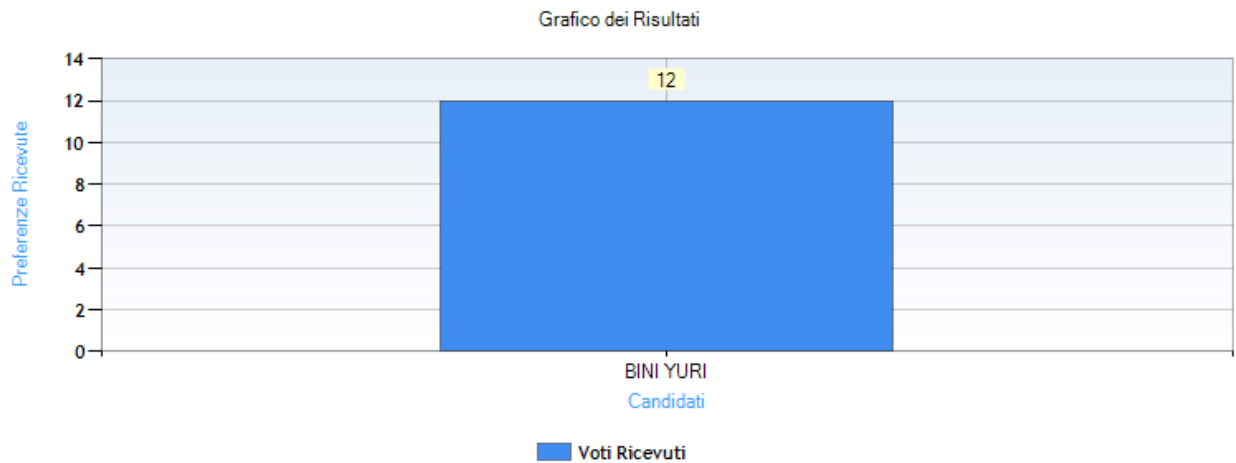 Grafico dei Risultati
14
12
12
10
8
6
4
2
0
Preferenze Ricevute
BINI YURI
Candidati
Voti Ricevuti